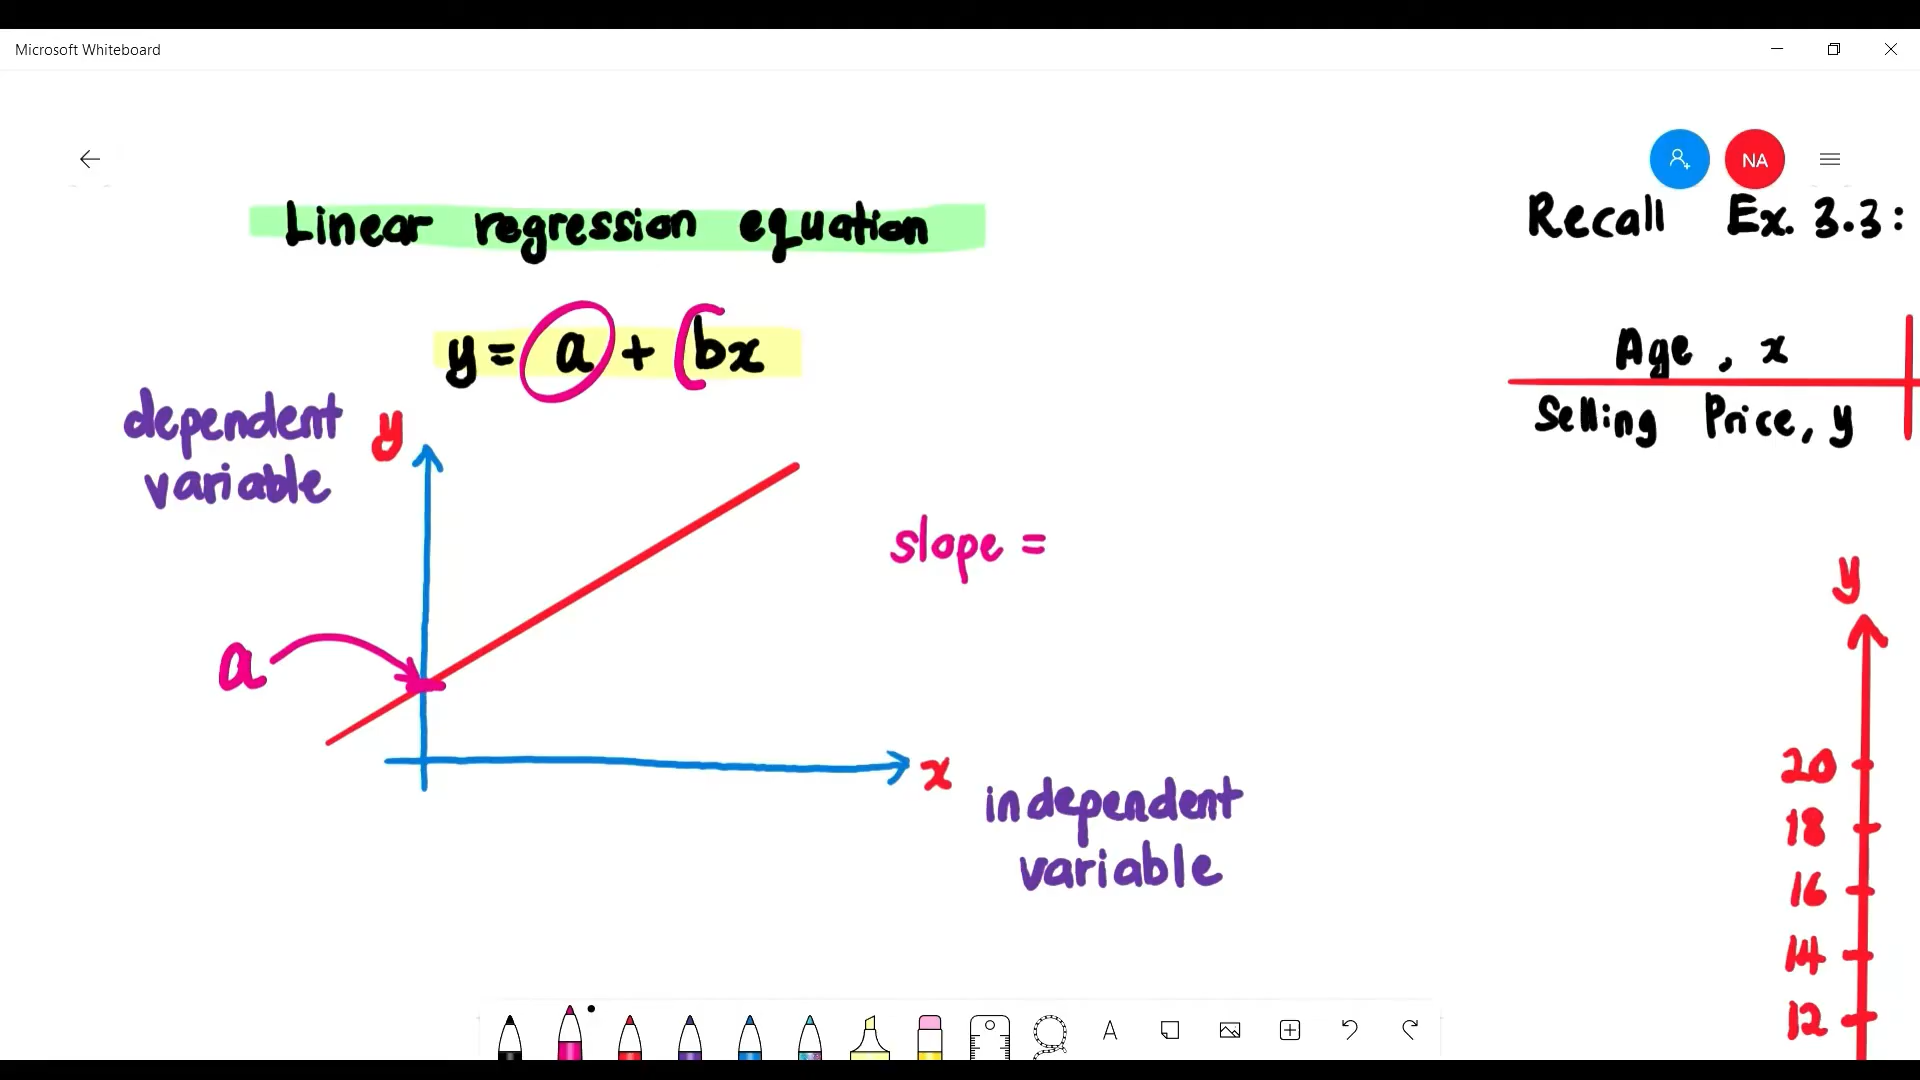 Microsoft Whiteboard
NA
Linear regression equation
y = a + bx
dependent
variable
y
a
slope =
x
independent
variable
Recall Ex. 3.3:
Age, x
Selling Price, y
y
20
18
16
14
12
A